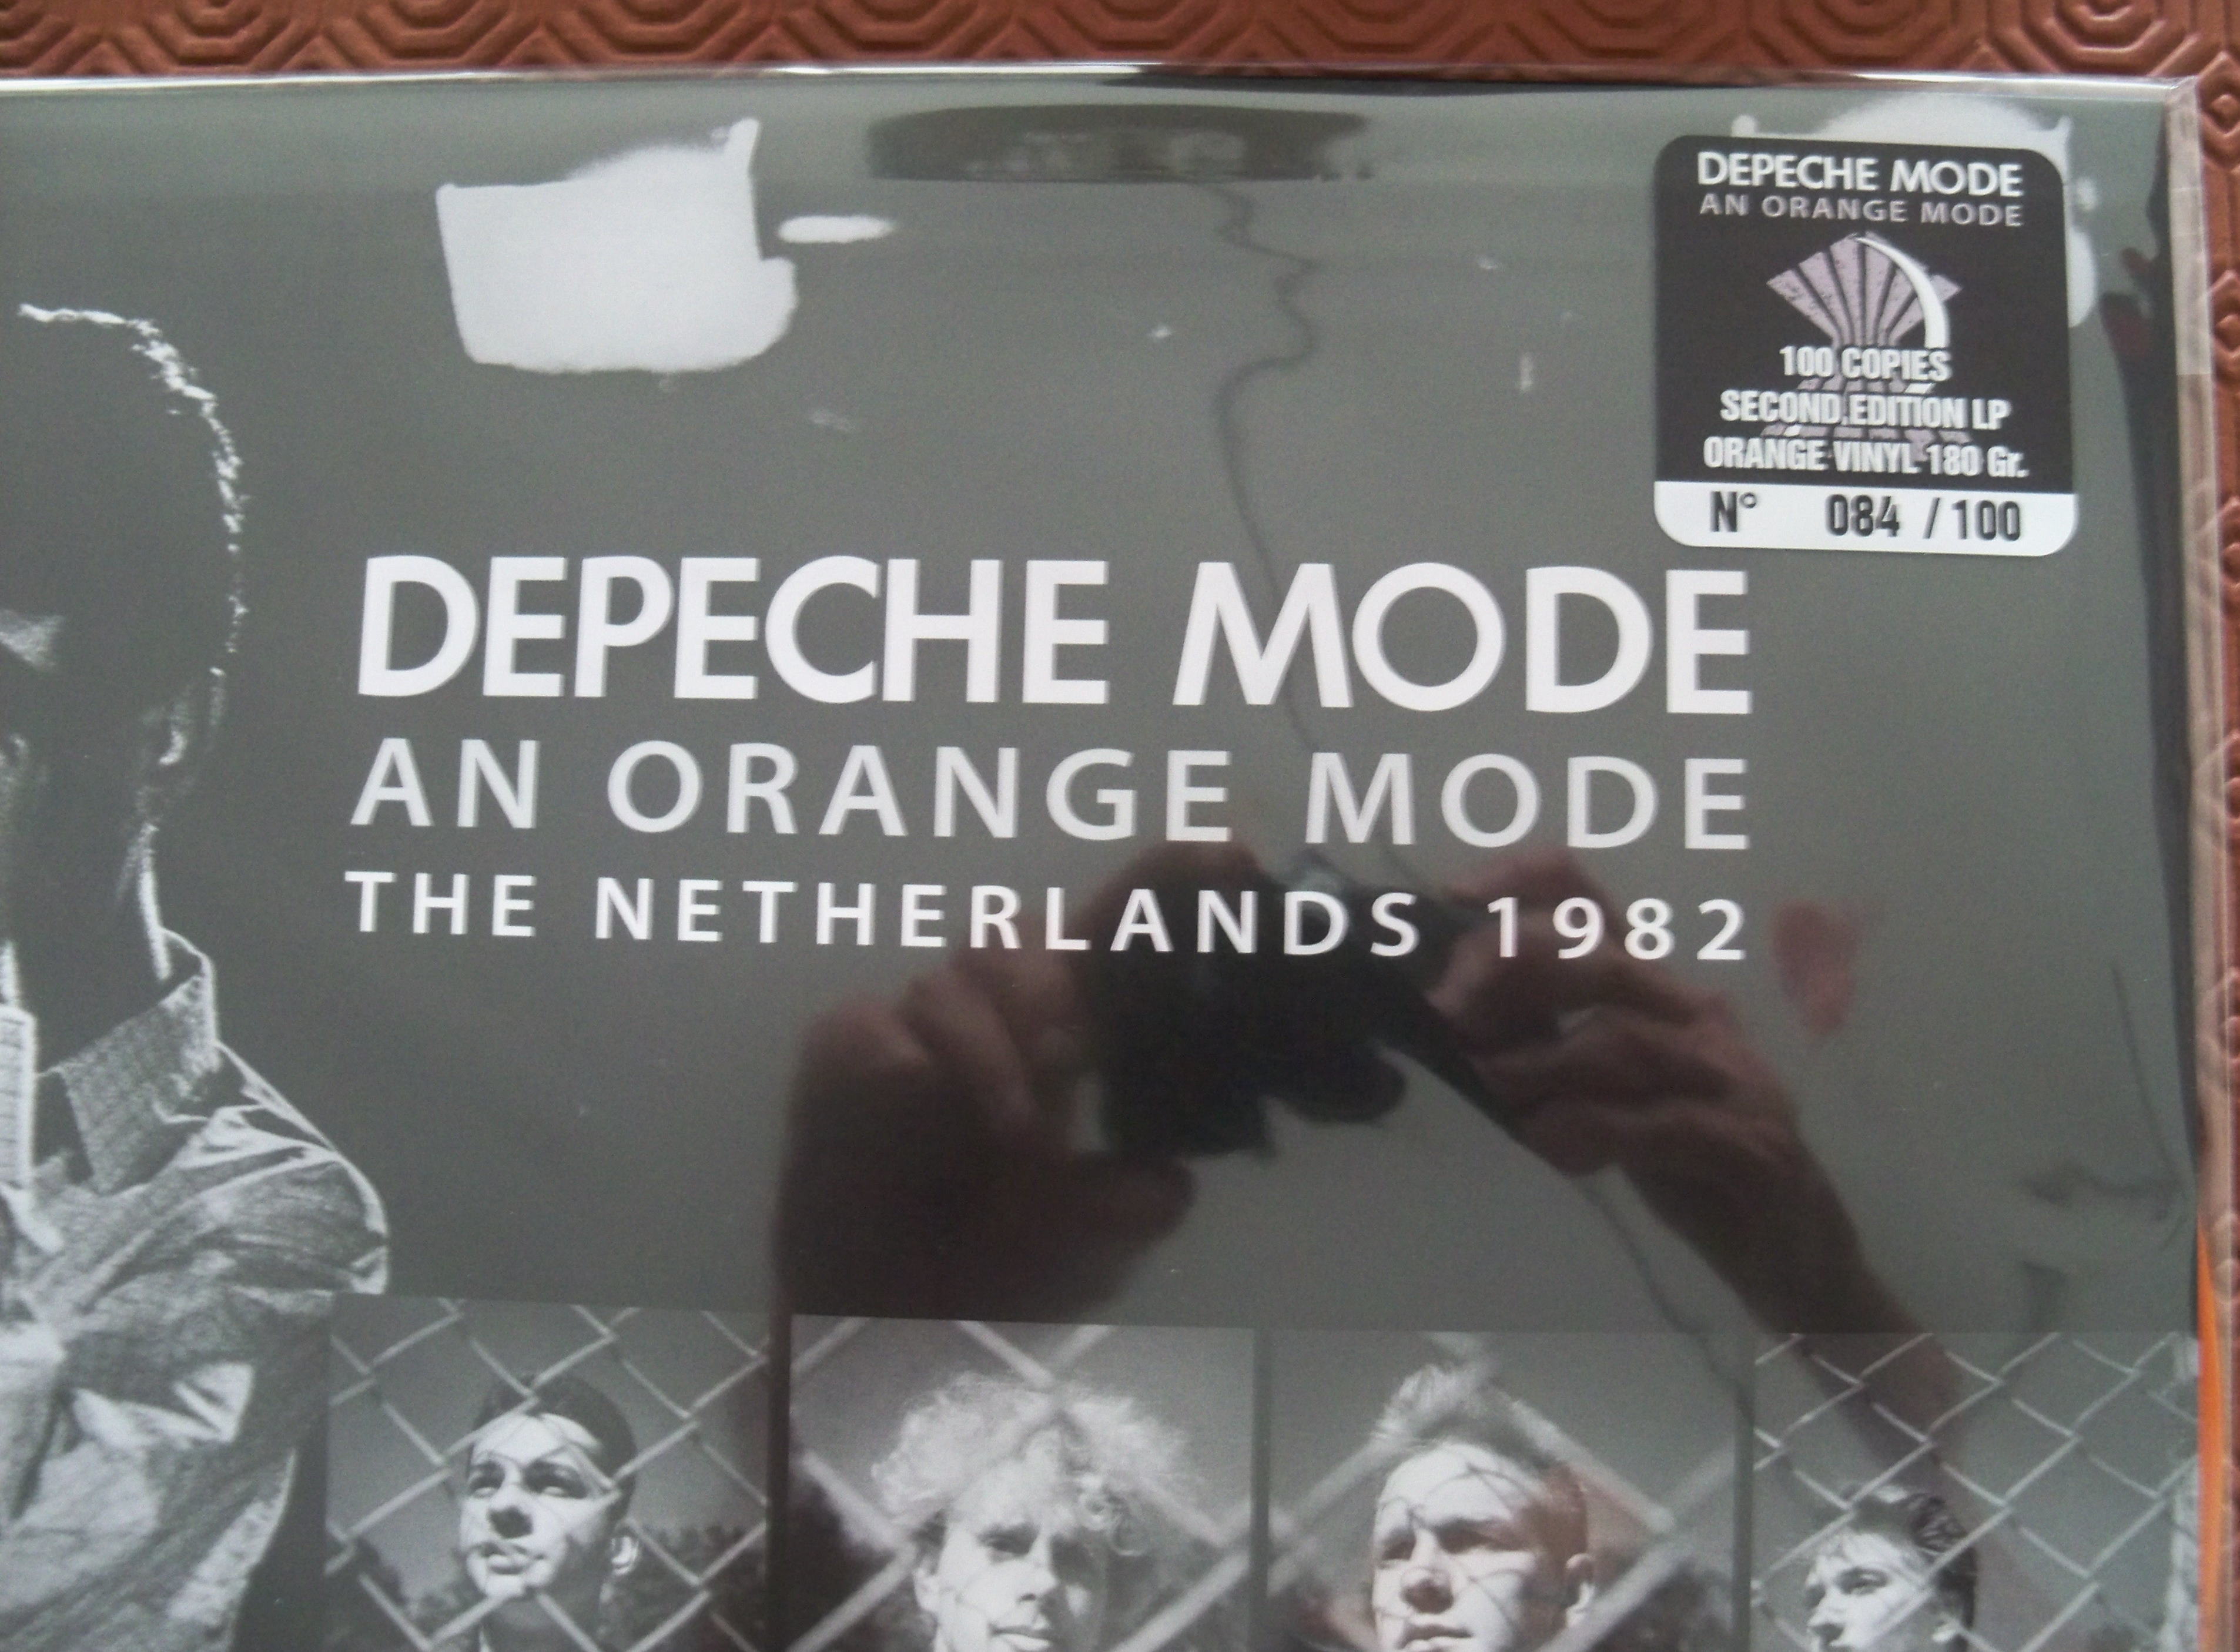 DEPECHE MODE
AN ORANGE MODE
100 COPIES
SECOND EDITION LP
ORANGE VINYL 180 Gr.
N° 084 / 100
DEPECHE MODE
AN ORANGE MODE
THE NETHERLANDS 1982